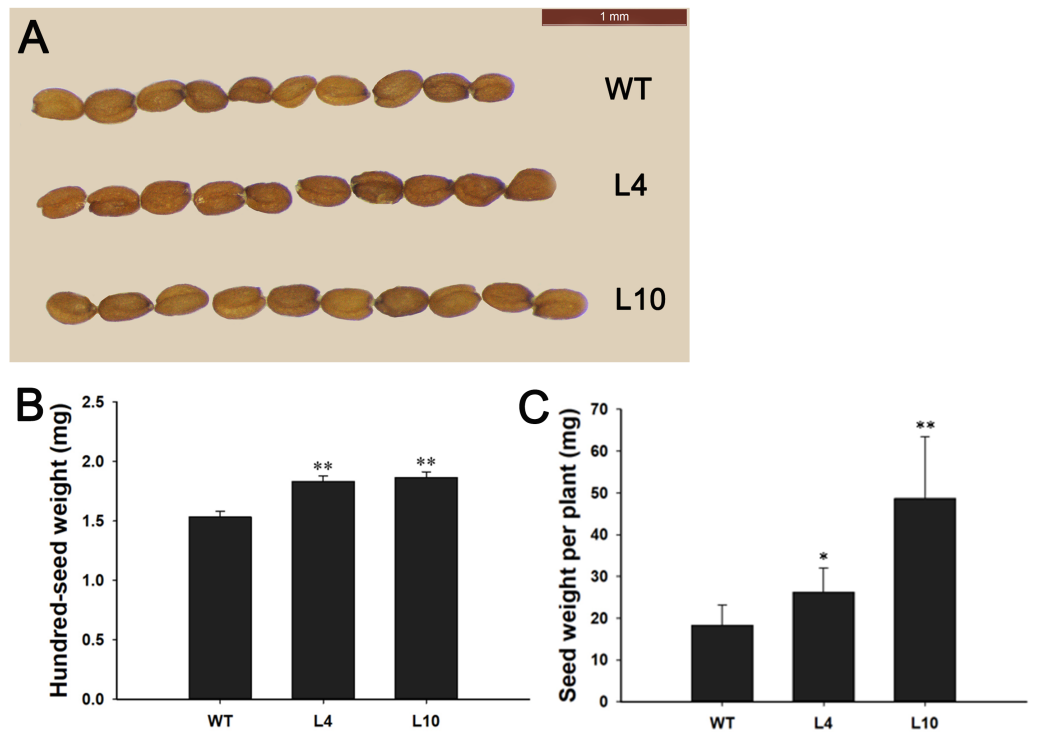 A
1 mm
WT
L4
L10
B
Hundred-seed weight (mg)
2.5
2.0
1.5
1.0
0.5
0.0
** **
WT L4 L10
C
Seed weight per plant (mg)
70
60
50
40
30
20
10
0
* **
WT L4 L10